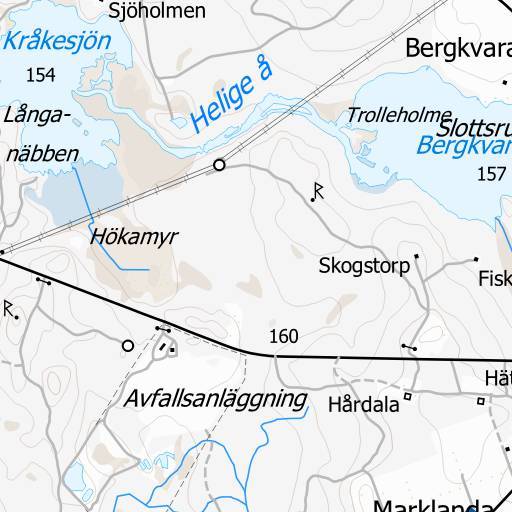 Sjöholmen
Kråkesjön
Bergkvara
154
Helige å
Långa-
näbben
Trolleholme
Slottsru
Bergkvar
157
Hökamyr
Skogstorp
Fisk
160
Avfallsanläggning
Hårdala
Hät
Marklanda